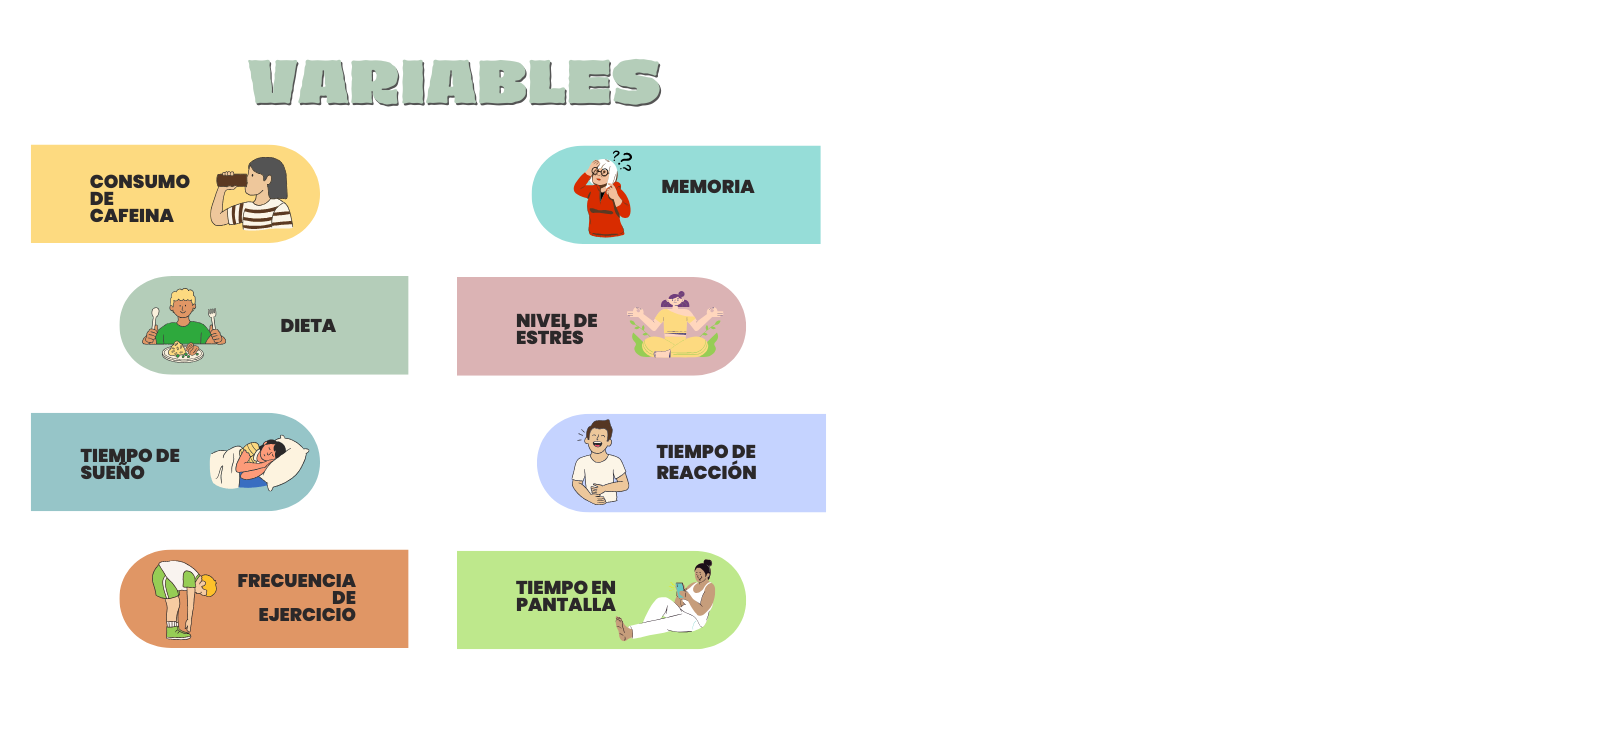 VARIABLES
CONSUMO
DE
CAFEINA
? ? ?
MEMORIA
DIETA
NIVEL DE
ESTRÉS
TIEMPO DE
SUEÑO
TIEMPO DE
REACCIÓN
FRECUENCIA
DE
EJERCICIO
TIEMPO EN
PANTALLA